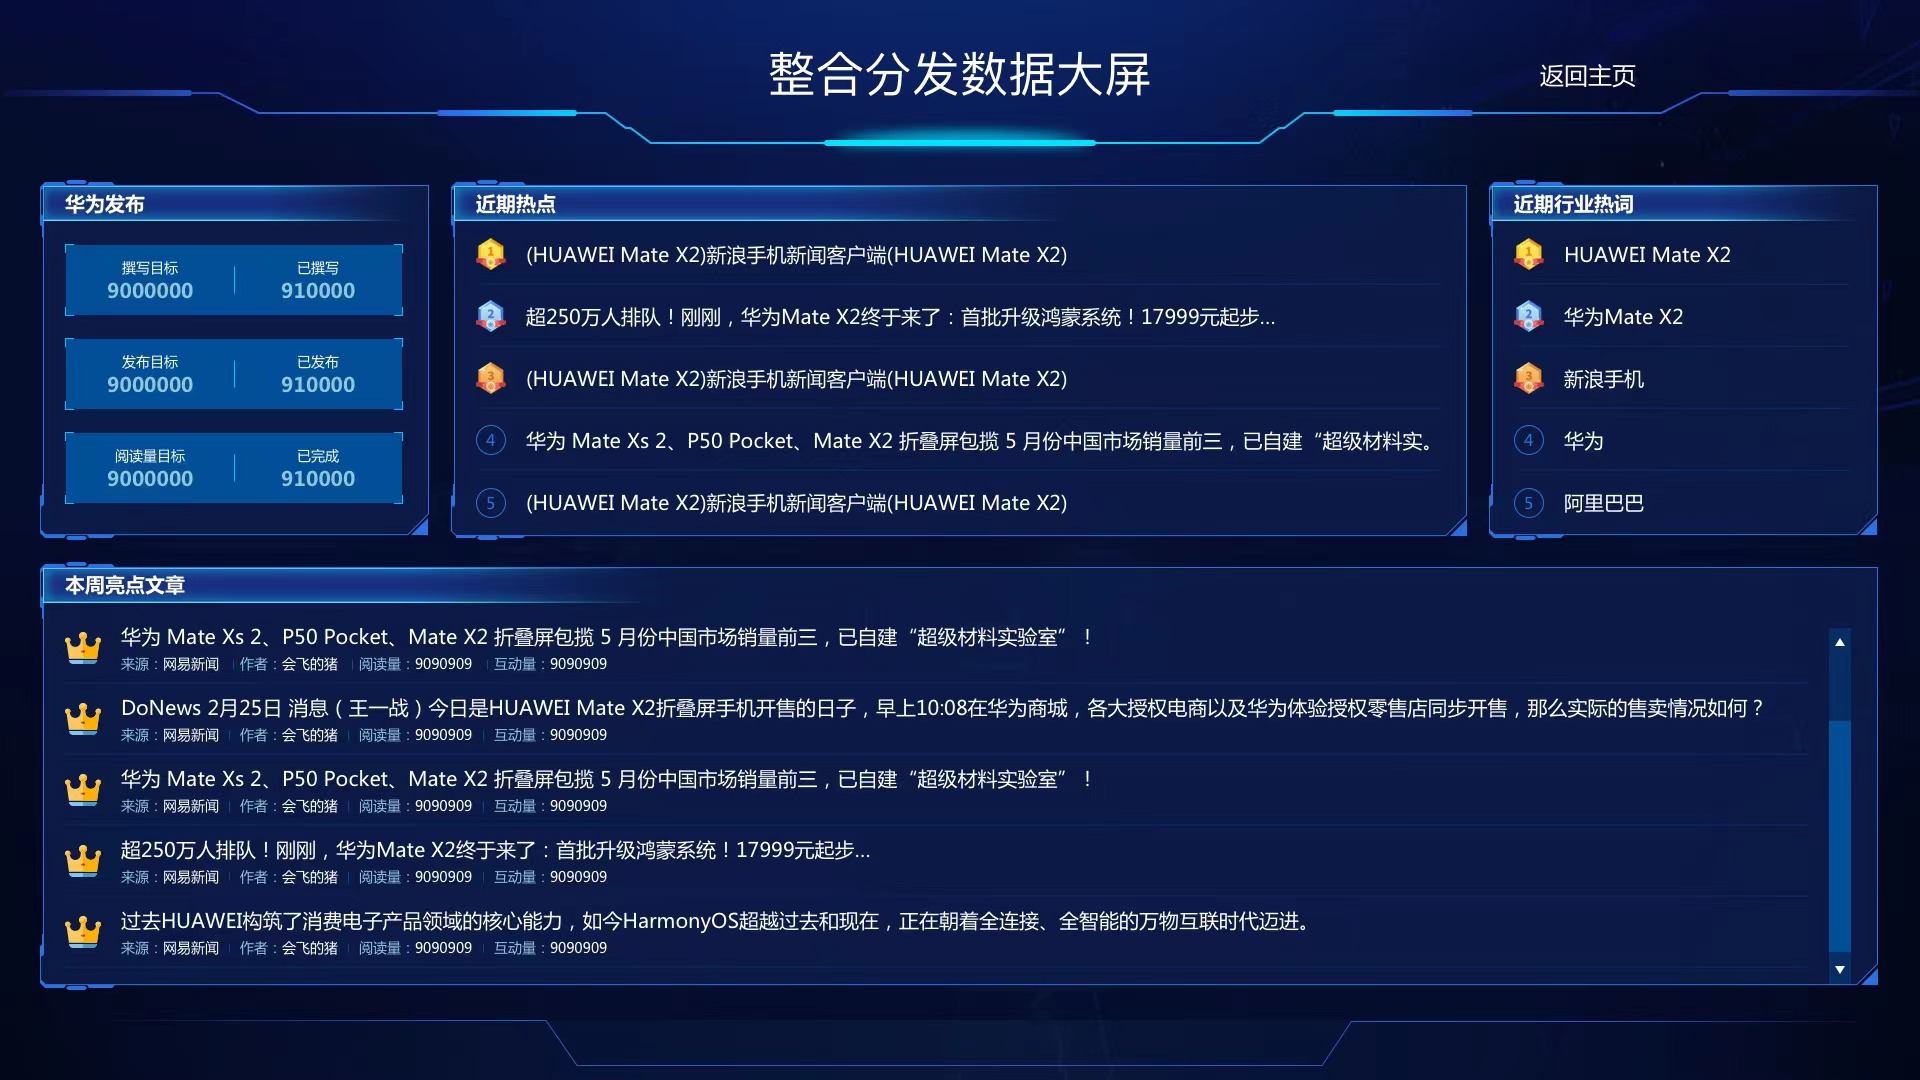 整合分发数据大屏
返回主页
华为发布
撰写目标
已撰写
9000000
910000
发布目标
已发布
9000000
910000
阅读量目标
已完成
9000000
910000
近期热点
1
(HUAWEI Mate X2)新浪手机新闻客户端(HUAWEI Mate X2)
2
超250万人排队！刚刚，华为Mate X2终于来了：首批升级鸿蒙系统！17999元起步...
3
(HUAWEI Mate X2)新浪手机新闻客户端(HUAWEI Mate X2)
4
华为 Mate Xs 2、P50 Pocket、Mate X2 折叠屏包揽 5 月份中国市场销量前三，已自建“超级材料实。
5
(HUAWEI Mate X2)新浪手机新闻客户端(HUAWEI Mate X2)
近期行业热词
1
HUAWEI Mate X2
2
华为Mate X2
3
新浪手机
4
华为
5
阿里巴巴
本周亮点文章
华为 Mate Xs 2、P50 Pocket、Mate X2 折叠屏包揽 5 月份中国市场销量前三，已自建“超级材料实验室” ！
来源：网易新闻 作者：会飞的猪 阅读量：9090909 互动量：9090909
DoNews 2月25日 消息（王一战）今日是HUAWEI Mate X2折叠屏手机开售的日子，早上10:08在华为商城，各大授权电商以及华为体验授权零售店同步开售，那么实际的售卖情况如何？
来源：网易新闻 作者：会飞的猪 阅读量：9090909 互动量：9090909
华为 Mate Xs 2、P50 Pocket、Mate X2 折叠屏包揽 5 月份中国市场销量前三，已自建“超级材料实验室” ！
来源：网易新闻 作者：会飞的猪 阅读量：9090909 互动量：9090909
超250万人排队！刚刚，华为Mate X2终于来了：首批升级鸿蒙系统！17999元起步...
来源：网易新闻 作者：会飞的猪 阅读量：9090909 互动量：9090909
过去HUAWEI构筑了消费电子产品领域的核心能力，如今HarmonyOS超越过去和现在，正在朝着全连接、全智能的万物互联时代迈进。
来源：网易新闻 作者：会飞的猪 阅读量：9090909 互动量：9090909